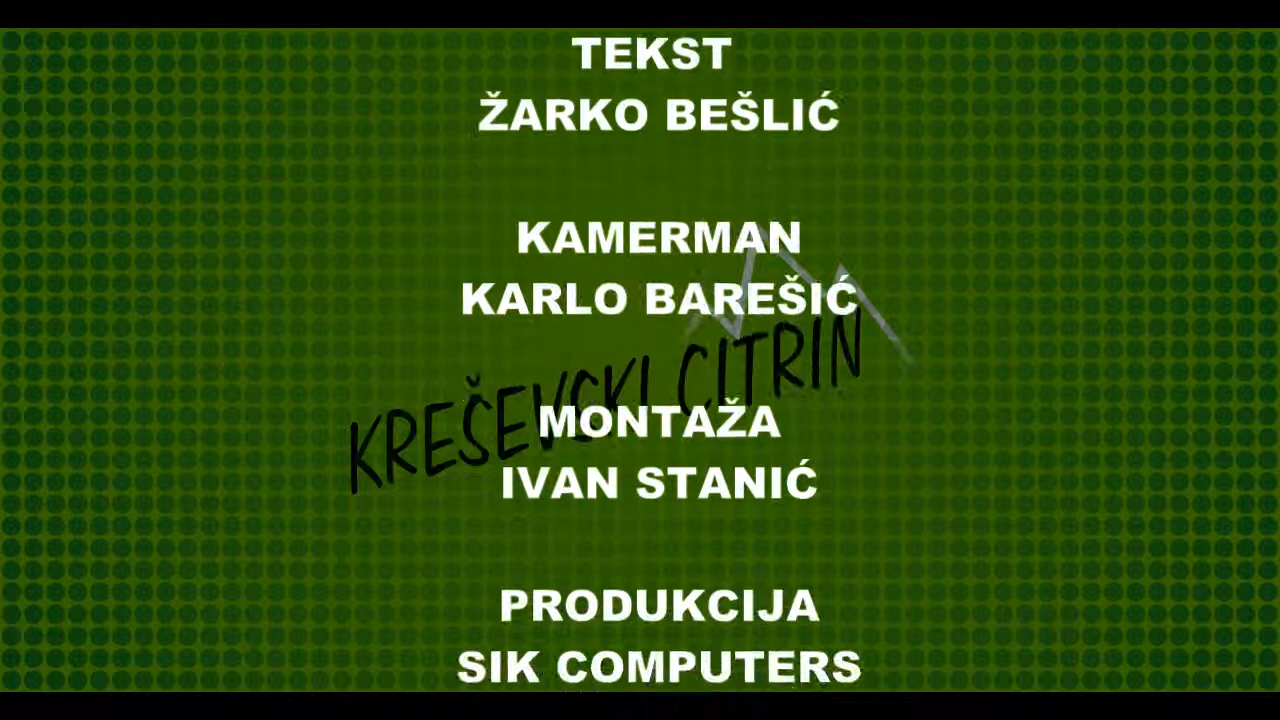 TEKST
ŽARKO BEŠLIĆ
KAMERMAN
KARLO BAREŠIĆ
KREŠEVSKI CITRIN
MONTAŽA
IVAN STANIĆ
PRODUKCIJA
SIK COMPUTERS